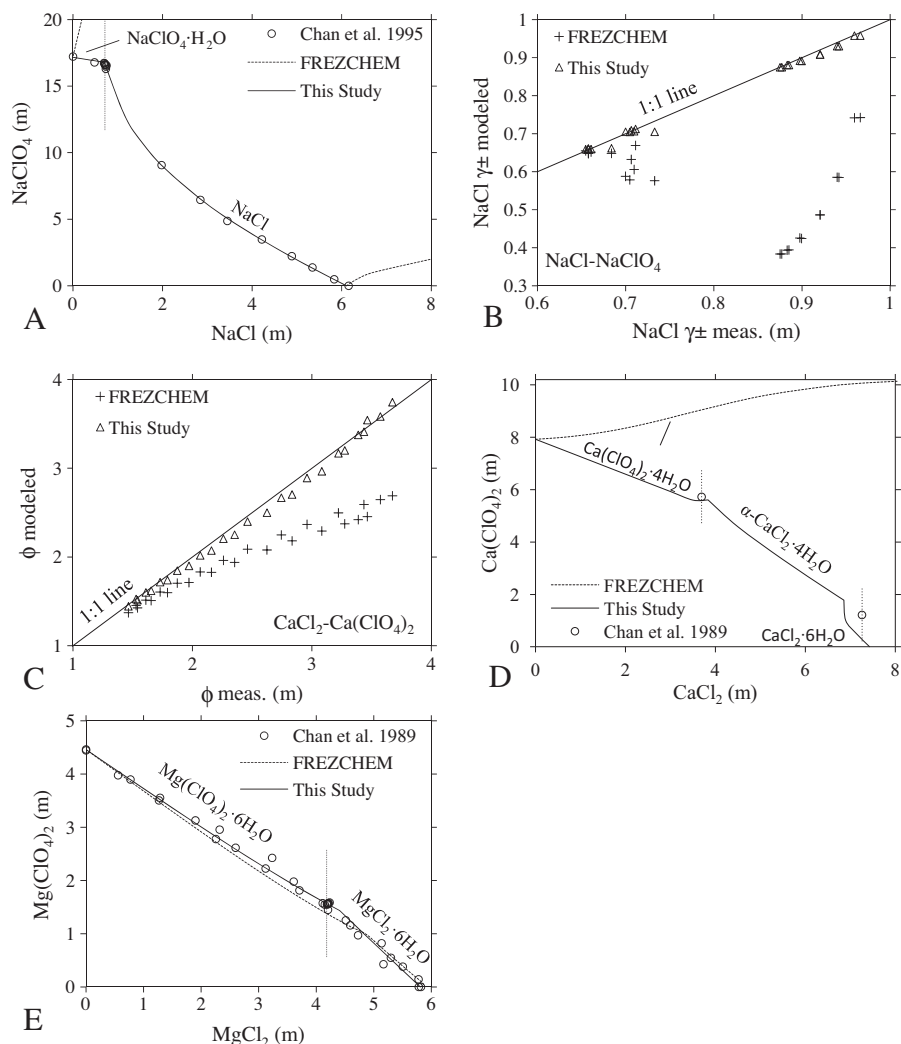 20
15
10
5
0
NaClO₄ (m)
NaClO₄·H₂O
Chan et al. 1995
FREZCHEM
This Study
NaCl
0 2 4 6 8
NaCl (m)
A
1
0.9
0.8
0.7
0.6
0.5
0.4
0.3
NaCl γ± modeled
FREZCHEM
This Study
1:1 line
NaCl-NaClO₄
0.6 0.7 0.8 0.9 1
NaCl γ± meas. (m)
B
4
3
2
1
ϕ modeled
FREZCHEM
This Study
1:1 line
CaCl₂-Ca(ClO₄)₂
1 2 3 4
ϕ meas. (m)
C
10
8
6
4
2
0
Ca(ClO₄)₂ (m)
Ca(ClO₄)₂·4H₂O
α-CaCl₂·4H₂O
FREZCHEM
This Study
Chan et al. 1989
CaCl₂·6H₂O
0 2 4 6 8
CaCl₂ (m)
D
5
4
3
2
1
0
Mg(ClO₄)₂ (m)
Chan et al. 1989
FREZCHEM
This Study
Mg(ClO₄)₂·6H₂O
MgCl₂·6H₂O
0 1 2 3 4 5 6
MgCl₂ (m)
E